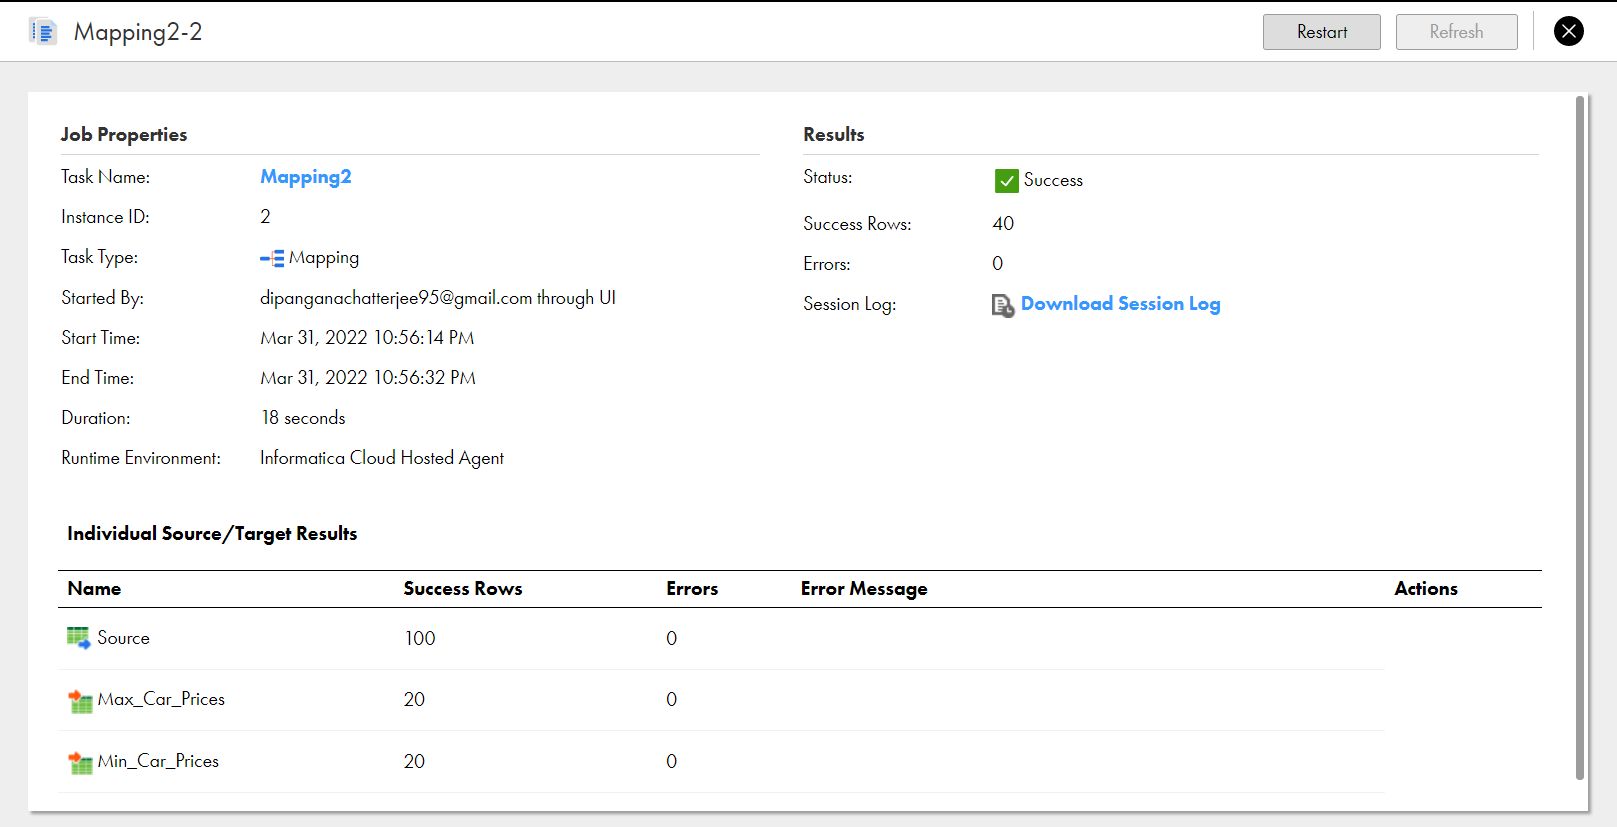 Mapping2-2
Restart
Refresh
Job Properties
Task Name: Mapping2
Instance ID: 2
Task Type: Mapping
Started By: dipanganachatterjee95@gmail.com through UI
Start Time: Mar 31, 2022 10:56:14 PM
End Time: Mar 31, 2022 10:56:32 PM
Duration: 18 seconds
Runtime Environment: Informatica Cloud Hosted Agent
Results
Status: Success
Success Rows: 40
Errors: 0
Session Log: Download Session Log
Individual Source/Target Results
Name Success Rows Errors Error Message Actions
Source 100 0
Max_Car_Prices 20 0
Min_Car_Prices 20 0